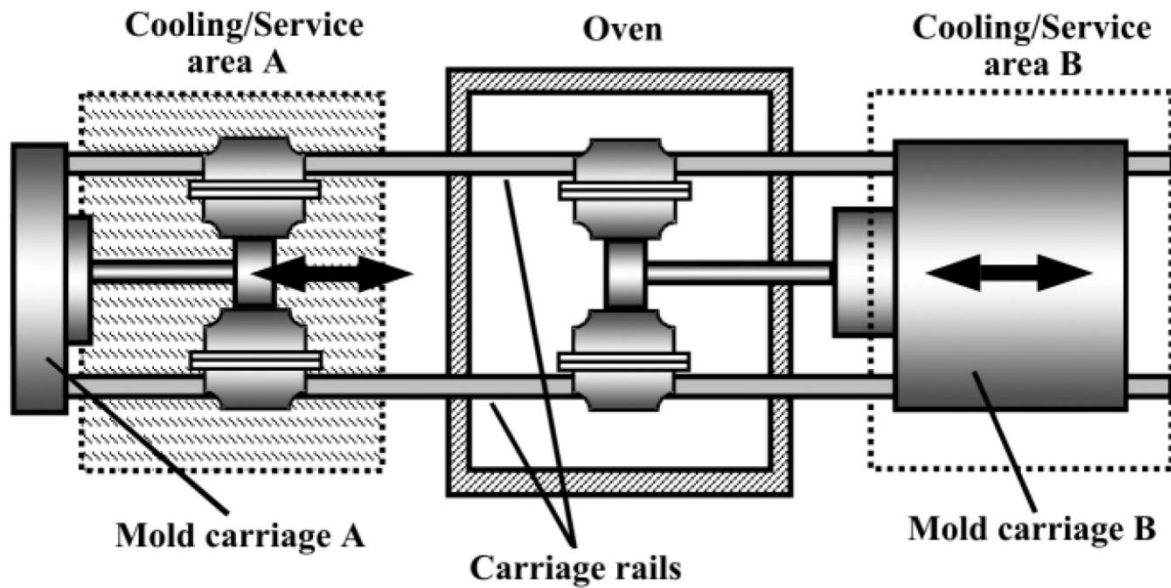 Cooling/Service
area A
Oven
Cooling/Service
area B
Mold carriage A
Carriage rails
Mold carriage B